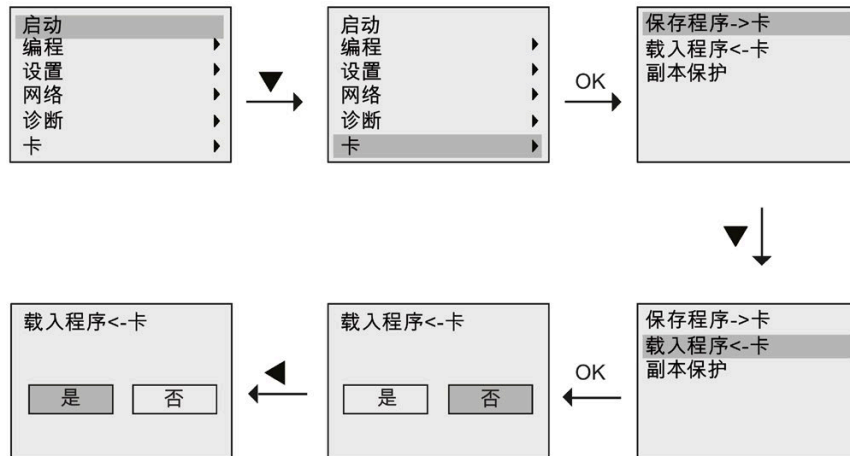 启动
编程
设置
网络
诊断
卡
▼
启动
编程
设置
网络
诊断
卡
OK
保存程序->卡
载入程序<-卡
副本保护
▼
保存程序->卡
载入程序<-卡
副本保护
OK
载入程序<-卡
是 否
◀
载入程序<-卡
是 否